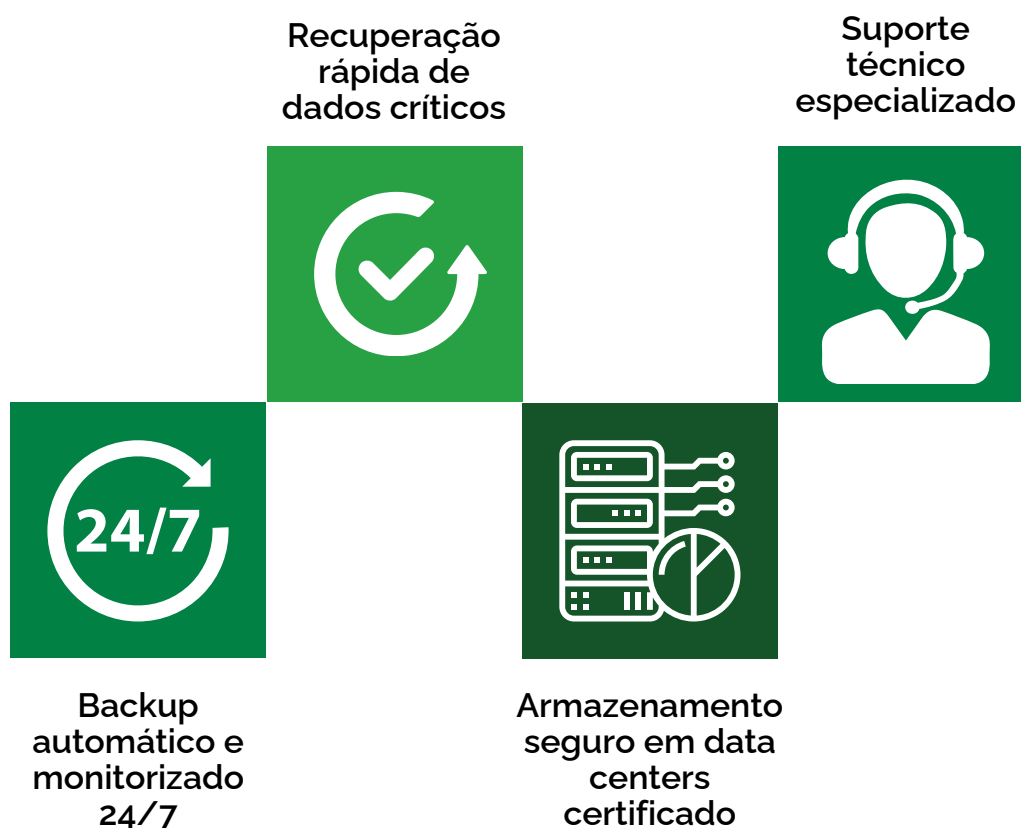 Recuperação
rápida de
dados críticos
Suporte
técnico
especializado
24/7
Backup
automático e
monitorizado
24/7
Armazenamento
seguro em data
centers
certificado